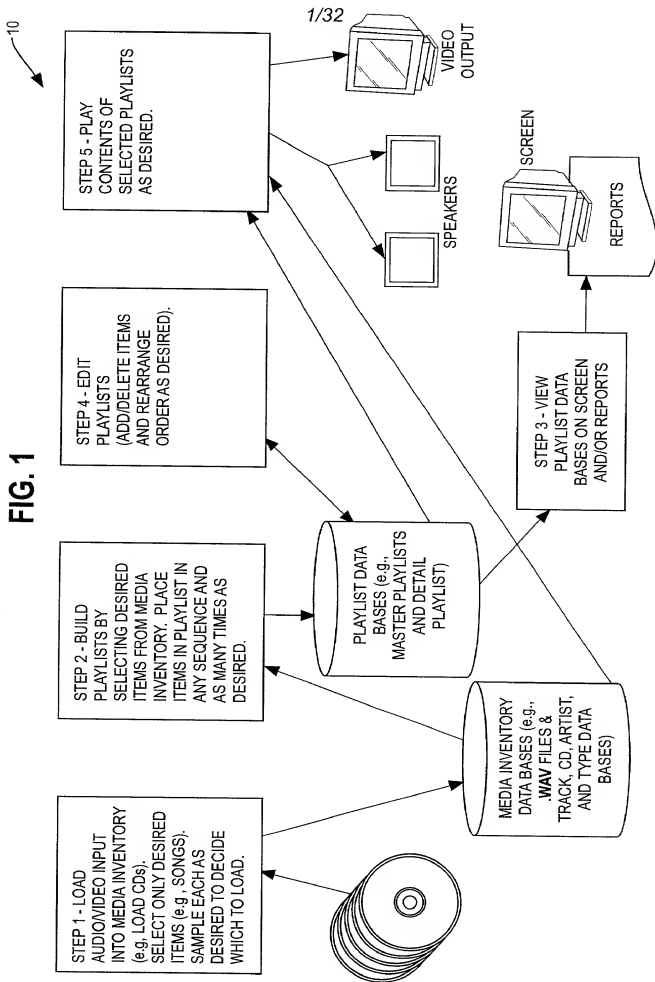 1/32
10
FIG. 1
STEP 1 - LOAD
AUDIO/VIDEO INPUT
INTO MEDIA INVENTORY
(e.g, LOAD CDs).
SELECT ONLY DESIRED
ITEMS (e.g., SONGS).
SAMPLE EACH AS
DESIRED TO DECIDE
WHICH TO LOAD.
STEP 2 - BUILD
PLAYLISTS BY
SELECTING DESIRED
ITEMS FROM MEDIA
INVENTORY. PLACE
ITEMS IN PLAYLIST IN
ANY SEQUENCE AND
AS MANY TIMES AS
DESIRED.
STEP 4 - EDIT
PLAYLISTS
(ADD/DELETE ITEMS
AND REARRANGE
ORDER AS DESIRED).
STEP 5 - PLAY
CONTENTS OF
SELECTED PLAYLISTS
AS DESIRED.
MEDIA INVENTORY
DATA BASES (e.g.,
.WAV FILES &
TRACK, CD, ARTIST,
AND TYPE DATA
BASES)
PLAYLIST DATA
BASES (e.g.,
MASTER PLAYLISTS
AND DETAIL
PLAYLIST)
STEP 3 - VIEW
PLAYLIST DATA
BASES ON SCREEN
AND/OR REPORTS
SPEAKERS
VIDEO
OUTPUT
SCREEN
REPORTS